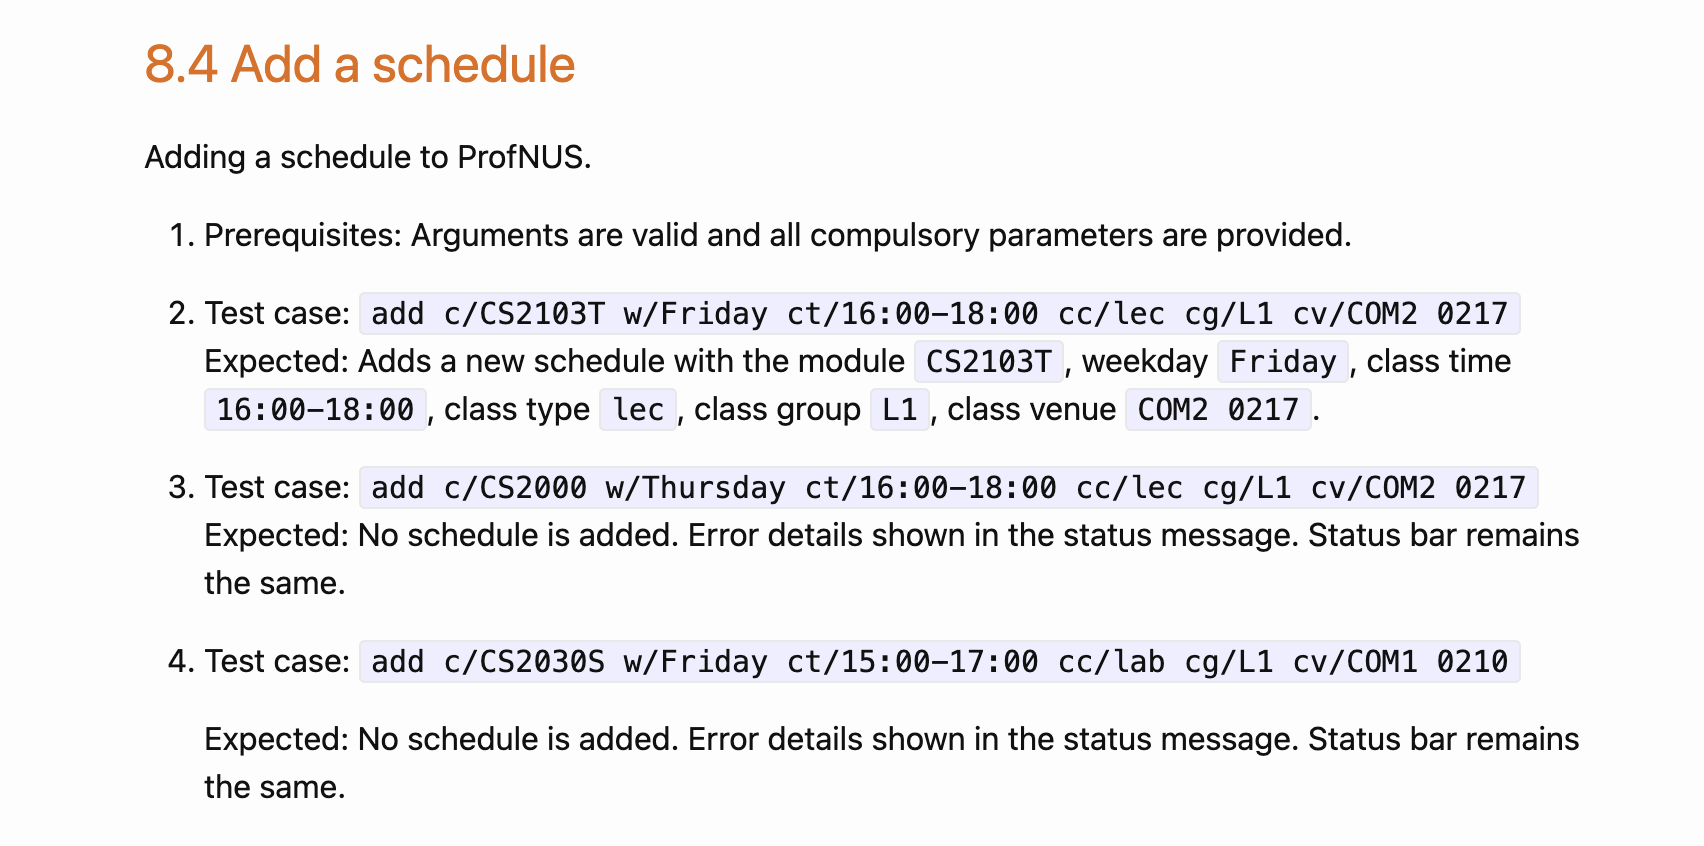 8.4 Add a schedule
Adding a schedule to ProfNUS.
1. Prerequisites: Arguments are valid and all compulsory parameters are provided.
2. Test case: add c/CS2103T w/Friday ct/16:00-18:00 cc/lec cg/L1 cv/COM2 0217
Expected: Adds a new schedule with the module CS2103T, weekday Friday, class time
16:00-18:00, class type lec, class group L1, class venue COM2 0217.
3. Test case: add c/CS2000 w/Thursday ct/16:00-18:00 cc/lec cg/L1 cv/COM2 0217
Expected: No schedule is added. Error details shown in the status message. Status bar remains
the same.
4. Test case: add c/CS2030S w/Friday ct/15:00-17:00 cc/lab cg/L1 cv/COM1 0210
Expected: No schedule is added. Error details shown in the status message. Status bar remains
the same.